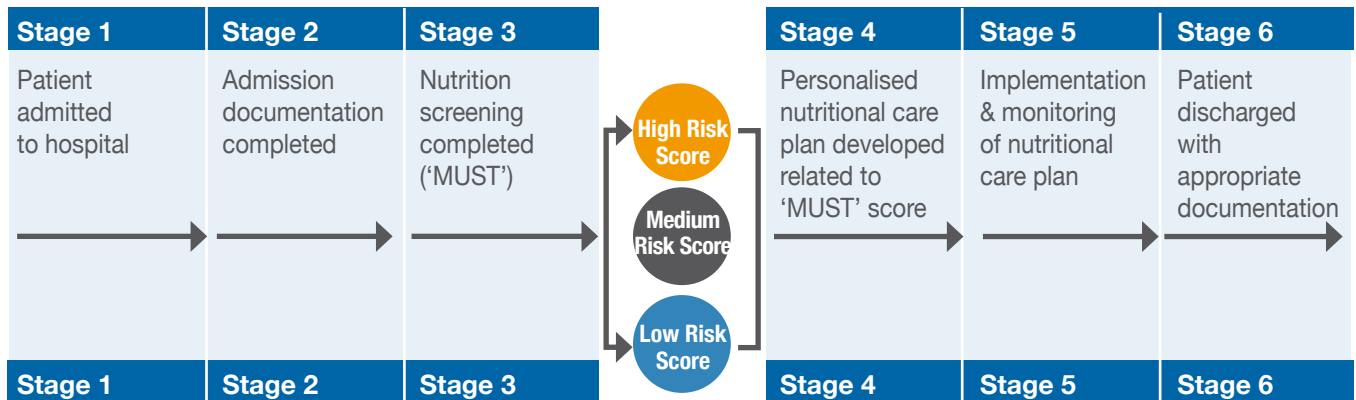 Stage 1
Patient
admitted
to hospital
Stage 2
Admission
documentation
completed
Stage 3
Nutrition
screening
completed
(‘MUST’)
High Risk
Score
Medium
Risk Score
Low Risk
Score
Stage 4
Personalised
nutritional care
plan developed
related to
‘MUST’ score
Stage 5
Implementation
& monitoring
of nutritional
care plan
Stage 6
Patient
discharged
with
appropriate
documentation
Stage 1
Stage 2
Stage 3
Stage 4
Stage 5
Stage 6